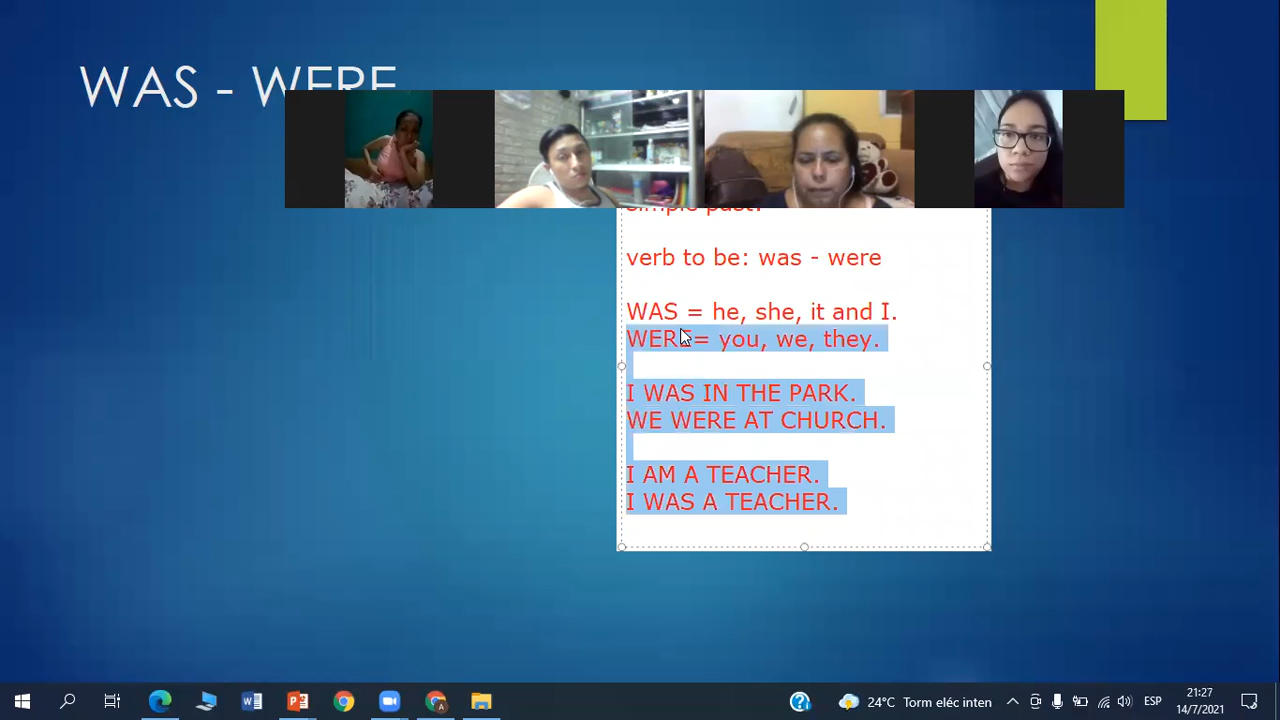 WAS - WERE
simple past.
verb to be: was - were
WAS = he, she, it and I.
WERE= you, we, they.
I WAS IN THE PARK.
WE WERE AT CHURCH.
I AM A TEACHER.
I WAS A TEACHER.
24°C Torm eléc inten
ESP
21:27
14/7/2021